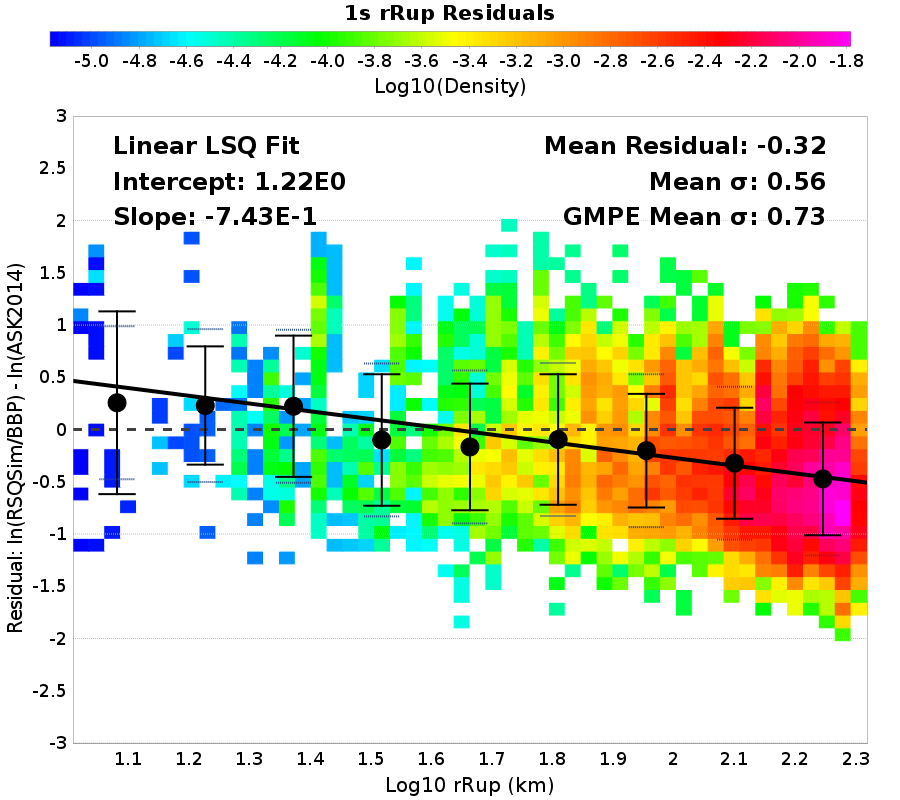 1s rRup Residuals
-5.0 -4.8 -4.6 -4.4 -4.2 -4.0 -3.8 -3.6 -3.4 -3.2 -3.0 -2.8 -2.6 -2.4 -2.2 -2.0 -1.8
Log10(Density)
Linear LSQ Fit
Intercept: 1.22E0
Slope: -7.43E-1
Mean Residual: -0.32
Mean σ: 0.56
GMPE Mean σ: 0.73
Residual: ln(RSQSim/BBP) - ln(ASK2014)
3
2.5
2
1.5
1
0.5
0
-0.5
-1
-1.5
-2
-2.5
-3
1.1 1.2 1.3 1.4 1.5 1.6 1.7 1.8 1.9 2 2.1 2.2 2.3
Log10 rRup (km)